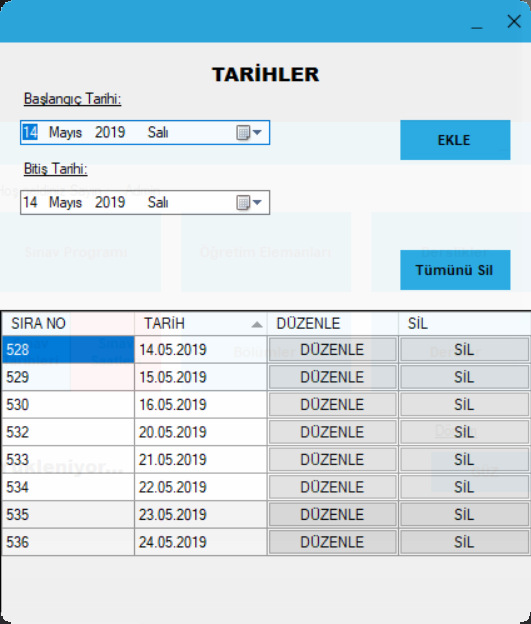 TARİHLER
Başlangıç Tarihi:
14 Mayıs 2019 Salı
EKLE
Bitiş Tarihi:
14 Mayıs 2019 Salı
Sınav Programı Öğretim Elemanları Derslikler
Tümünü Sil
SIRA NO TARİH DÜZENLE SİL
528 14.05.2019 DÜZENLE SİL
529 15.05.2019 DÜZENLE SİL
530 16.05.2019 DÜZENLE SİL
532 20.05.2019 DÜZENLE SİL
533 21.05.2019 DÜZENLE SİL
534 22.05.2019 DÜZENLE SİL
535 23.05.2019 DÜZENLE SİL
536 24.05.2019 DÜZENLE SİL